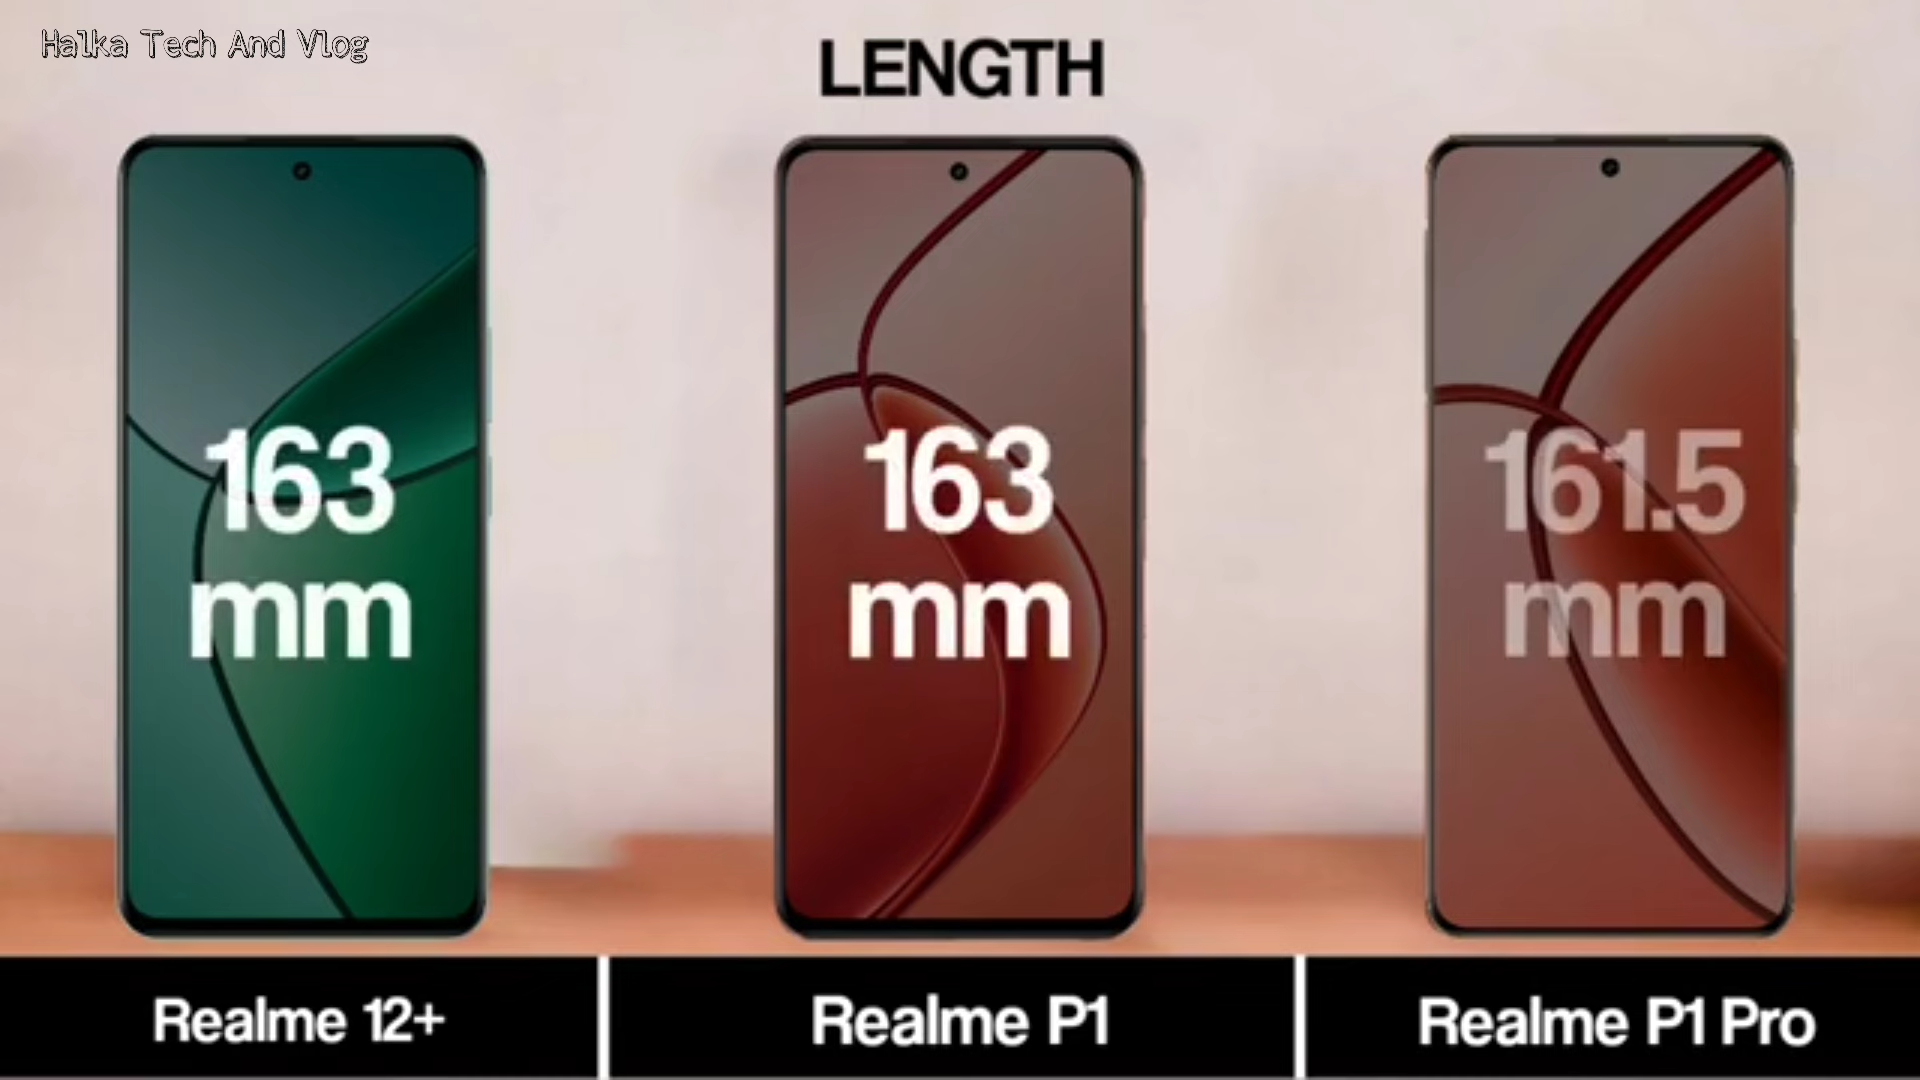 Halka Tech And Vlog
LENGTH
163
mm
163
mm
161.5
mm
Realme 12+
Realme P1
Realme P1 Pro